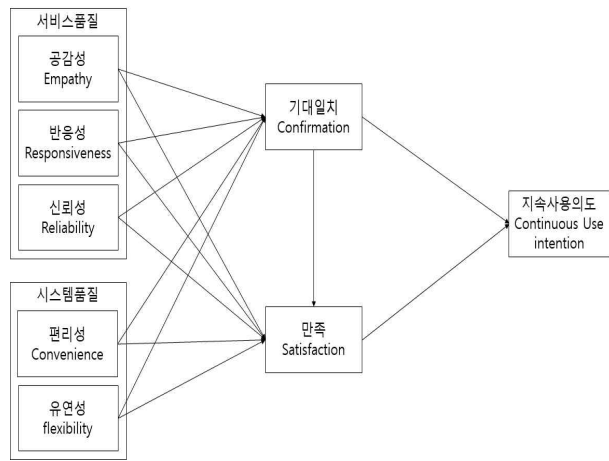 서비스품질
공감성
Empathy
반응성
Responsiveness
신뢰성
Reliability
시스템품질
편리성
Convenience
유연성
flexibility
기대일치
Confirmation
만족
Satisfaction
지속사용의도
Continuous Use
intention